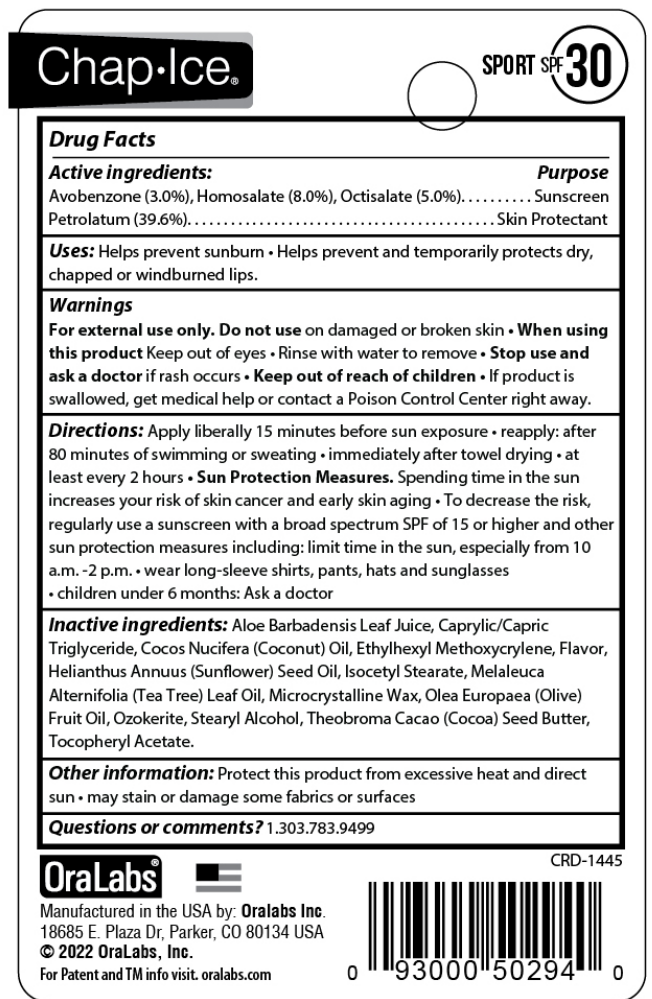 Chap·Ice®
SPORT SPF 30
Drug Facts
Active ingredients: Purpose
Avobenzone (3.0%), Homosalate (8.0%), Octisalate (5.0%).......... Sunscreen
Petrolatum (39.6%).......................................... Skin Protectant
Uses: Helps prevent sunburn • Helps prevent and temporarily protects dry,
chapped or windburned lips.
Warnings
For external use only. Do not use on damaged or broken skin • When using
this product Keep out of eyes • Rinse with water to remove • Stop use and
ask a doctor if rash occurs • Keep out of reach of children • If product is
swallowed, get medical help or contact a Poison Control Center right away.
Directions: Apply liberally 15 minutes before sun exposure • reapply: after
80 minutes of swimming or sweating • immediately after towel drying • at
least every 2 hours • Sun Protection Measures. Spending time in the sun
increases your risk of skin cancer and early skin aging • To decrease the risk,
regularly use a sunscreen with a broad spectrum SPF of 15 or higher and other
sun protection measures including: limit time in the sun, especially from 10
a.m. -2 p.m. • wear long-sleeve shirts, pants, hats and sunglasses
• children under 6 months: Ask a doctor
Inactive ingredients: Aloe Barbadensis Leaf Juice, Caprylic/Capric
Triglyceride, Cocos Nucifera (Coconut) Oil, Ethylhexyl Methoxycrylene, Flavor,
Helianthus Annuus (Sunflower) Seed Oil, Isocetyl Stearate, Melaleuca
Alternifolia (Tea Tree) Leaf Oil, Microcrystalline Wax, Olea Europaea (Olive)
Fruit Oil, Ozokerite, Stearyl Alcohol, Theobroma Cacao (Cocoa) Seed Butter,
Tocopheryl Acetate.
Other information: Protect this product from excessive heat and direct
sun • may stain or damage some fabrics or surfaces
Questions or comments? 1.303.783.9499
CRD-1445
OraLabs®
Manufactured in the USA by: Oralabs Inc.
18685 E. Plaza Dr, Parker, CO 80134 USA
© 2022 OraLabs, Inc.
For Patent and TM info visit. oralabs.com
0 93000 50294 0